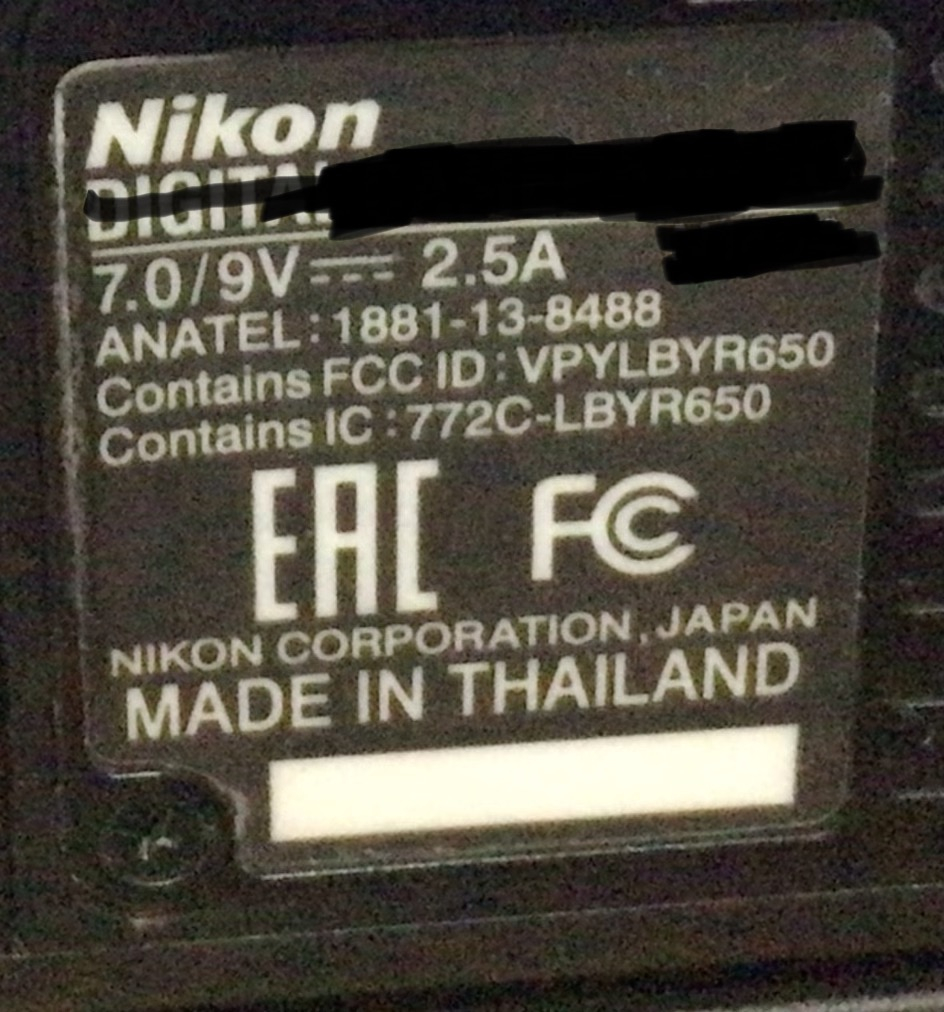 Nikon
DIGITAL
7.0/9V⎓ 2.5A
ANATEL:1881-13-8488
Contains FCC ID:VPYLBYR650
Contains IC:772C-LBYR650
EAC FC
NIKON CORPORATION, JAPAN
MADE IN THAILAND